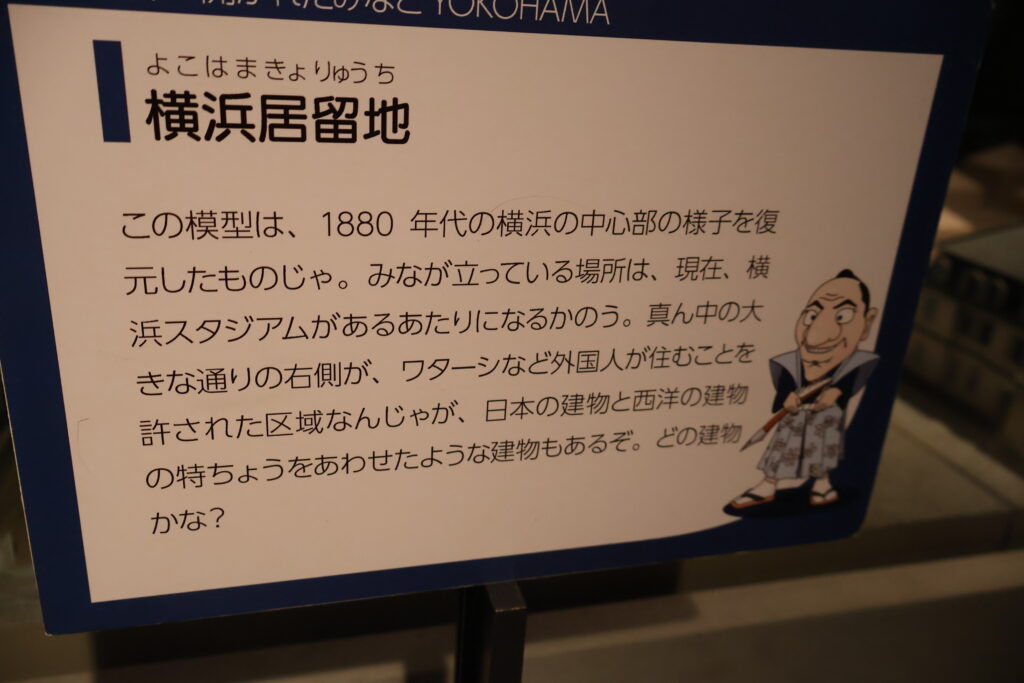 YOKOHAMA
よこはまきょりゅうち
横浜居留地
この模型は、1880 年代の横浜の中心部の様子を復
元したものじゃ。みなが立っている場所は、現在、横
浜スタジアムがあるあたりになるかのう。真ん中の大
きな通りの右側が、ワターシなど外国人が住むことを
許された区域なんじゃが、日本の建物と西洋の建物
の特ちょうをあわせたような建物もあるぞ。どの建物
かな?